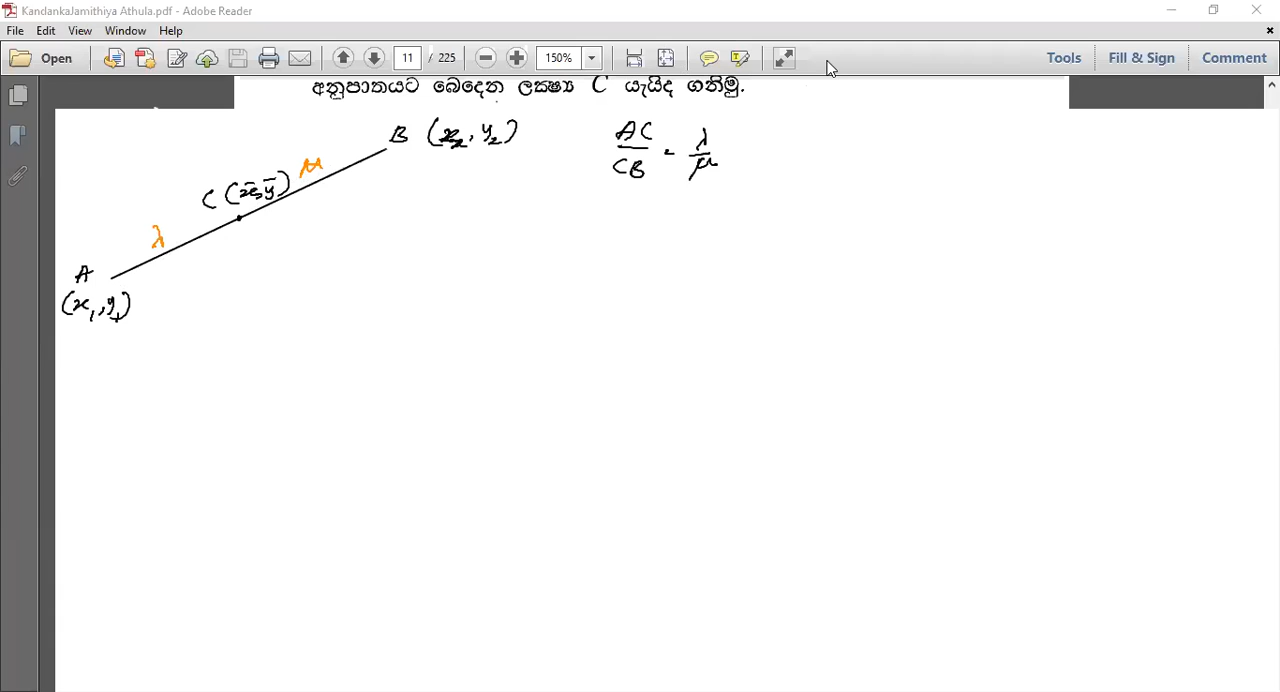 KandankaJamithiya Athula.pdf - Adobe Reader
File Edit View Window Help
Open 11 / 225 150% Tools Fill & Sign Comment
අනුපාතයට බෙදෙන ලක්‍ෂ්‍ය C යැයිද ගනිමු.
B (x₂, y₂)
AC/CB = λ/μ
μ
C (x̄, ȳ)
λ
A
(x₁, y₁)